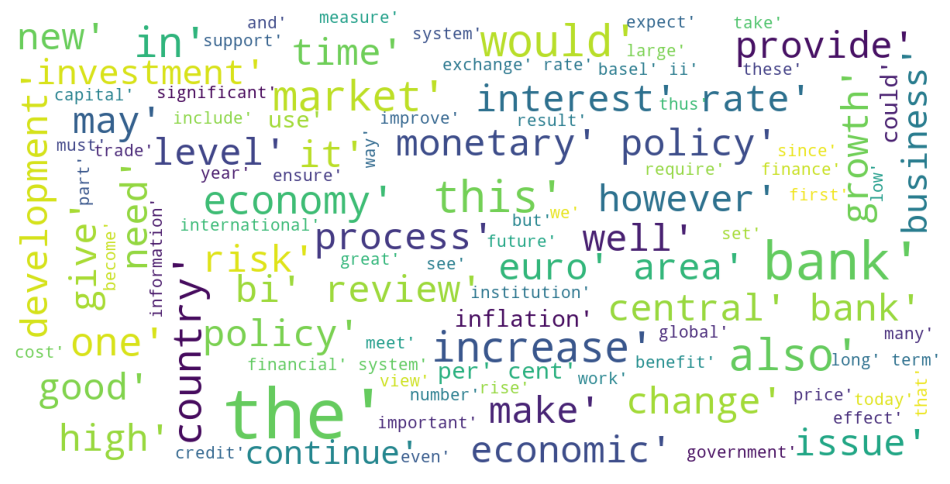 and' measure' expect' take'
new' in' support' time' system' would' large' provide'
investment' exchange' rate' basel' ii' these'
capital' significant' market' interest' rate' thus' could'
may' include' use' improve' result' growth' business'
must' trade' level' it' way' monetary' policy' since'
part' need' year' ensure' require' finance' low'
development' economy' this' however' first'
give' become' information' international' but' we' set'
process' future' well'
risk' great' see' euro' area' bank'
country' bi' review' institution' central' bank'
one' policy' meet' inflation' global' many'
cost' financial' system' increase' benefit' also' long' term'
good' view' per' cent' work' that'
the' number' rise' change' price' today'
high' important' make' effect'
credit' continue' even' economic' government' issue'